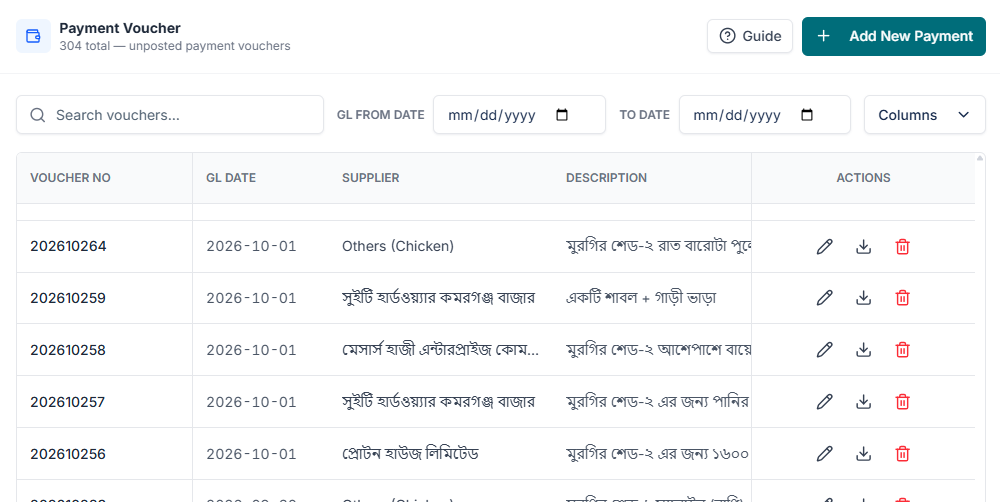 Payment Voucher
304 total — unposted payment vouchers
Guide
Add New Payment
Search vouchers...
GL FROM DATE
mm/dd/yyyy
TO DATE
mm/dd/yyyy
Columns
VOUCHER NO GL DATE SUPPLIER DESCRIPTION ACTIONS
202610264 2026-10-01 Others (Chicken) মুরগির শেড-২ রাত বারোটা
202610259 2026-10-01 সুইটি হার্ডওয়্যার কমরগঞ্জ বাজার একটি শাবল + গাড়ী ভাড়া
202610258 2026-10-01 মেসার্স হাজী এন্টারপ্রাইজ কোম... মুরগির শেড-২ আশেপাশে
202610257 2026-10-01 সুইটি হার্ডওয়্যার কমরগঞ্জ বাজার মুরগির শেড-২ এর জন্য পানির
202610256 2026-10-01 প্রোটন হাউজ লিমিটেড মুরগির শেড-২ এর জন্য ১৬০০